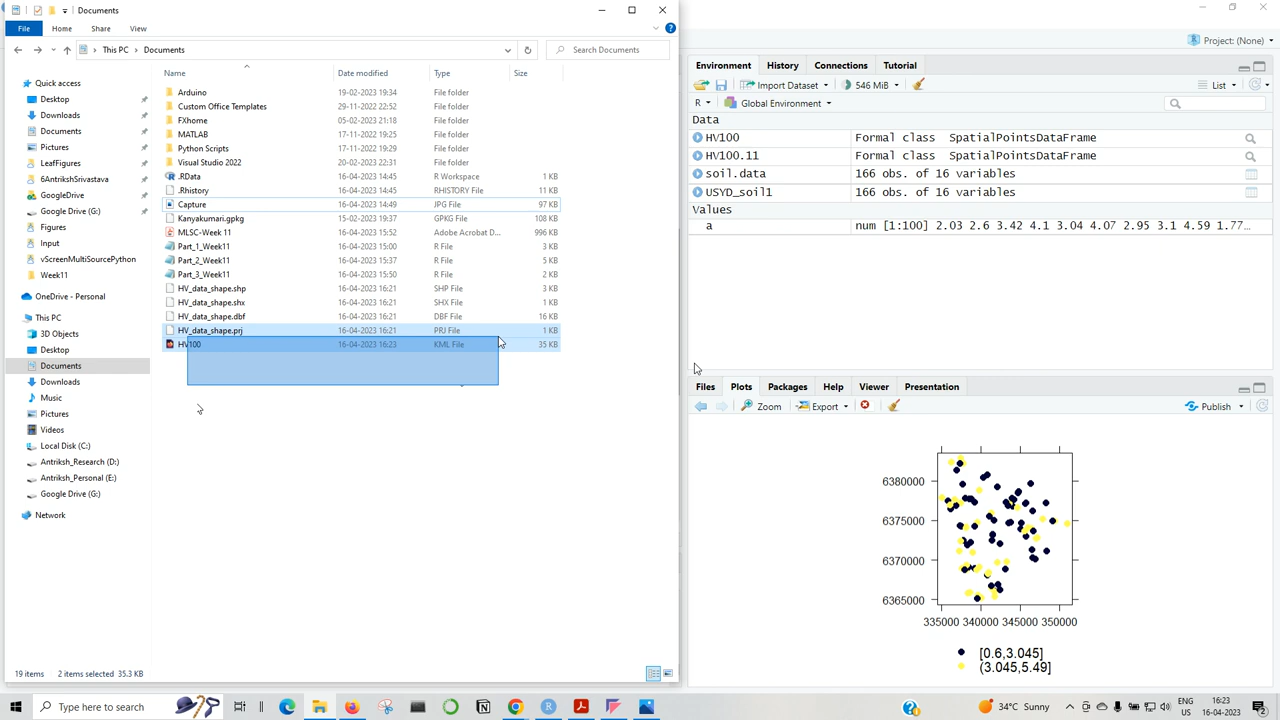 Documents
Project: (None)
File Home Share View
This PC Documents
Search Documents
Name Date modified Type Size
Quick access
Desktop
Downloads
Documents
Pictures
LeafFigures
6AntrikshSrivastava
GoogleDrive
Google Drive (G:)
Figures
Input
vScreenMultiSourcePython
Week11
OneDrive - Personal
This PC
3D Objects
Desktop
Documents
Downloads
Music
Pictures
Videos
Local Disk (C:)
Antriksh_Research (D:)
Antriksh_Personal (E:)
Google Drive (G:)
Network
Arduino 19-02-2023 19:34 File folder
Custom Office Templates 29-11-2022 22:52 File folder
FXhome 05-02-2023 21:18 File folder
MATLAB 17-11-2022 19:25 File folder
Python Scripts 17-11-2022 19:29 File folder
Visual Studio 2022 20-02-2023 22:31 File folder
.RData 16-04-2023 14:45 R Workspace 1 KB
.Rhistory 16-04-2023 14:45 RHISTORY File 11 KB
Capture 16-04-2023 14:49 JPG File 97 KB
Kanyakumari.gpkg 15-02-2023 19:37 GPKG File 108 KB
MLSC-Week 11 16-04-2023 15:52 Adobe Acrobat D... 996 KB
Part_1_Week11 16-04-2023 15:00 R File 3 KB
Part_2_Week11 16-04-2023 15:37 R File 5 KB
Part_3_Week11 16-04-2023 15:50 R File 2 KB
HV_data_shape.shp 16-04-2023 16:21 SHP File 3 KB
HV_data_shape.shx 16-04-2023 16:21 SHX File 1 KB
HV_data_shape.dbf 16-04-2023 16:21 DBF File 16 KB
HV_data_shape.prj 16-04-2023 16:21 PRJ File 1 KB
HV100 16-04-2023 16:23 KML File 35 KB
19 items 2 items selected 35.3 KB
Environment History Connections Tutorial
Import Dataset 546 MiB List
R Global Environment
Data
HV100 Formal class SpatialPointsDataFrame
HV100.11 Formal class SpatialPointsDataFrame
soil.data 166 obs. of 16 variables
USYD_soil1 166 obs. of 16 variables
Values
a num [1:100] 2.03 2.6 3.42 4.1 3.04 4.07 2.95 3.1 4.59 1.77...
Files Plots Packages Help Viewer Presentation
Zoom Export Publish
6380000
6375000
6370000
6365000
335000 340000 345000 350000
[0.6,3.045]
(3.045,5.49]
Type here to search
34°C Sunny
ENG
US
16:23
16-04-2023
2